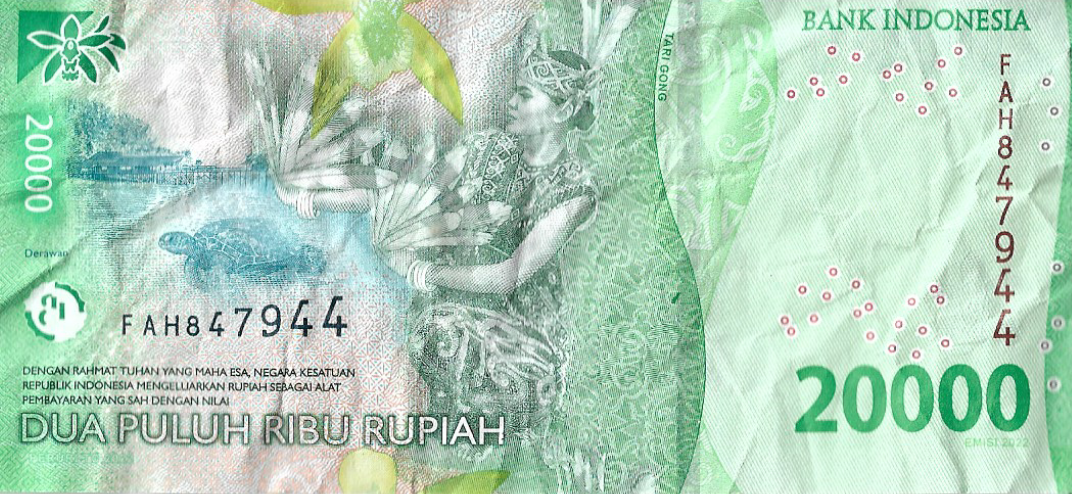 BANK INDONESIA
TARI GONG
FAH847944
20000
Derawan
FAH847944
DENGAN RAHMAT TUHAN YANG MAHA ESA, NEGARA KESATUAN
REPUBLIK INDONESIA MENGELUARKAN RUPIAH SEBAGAI ALAT
PEMBAYARAN YANG SAH DENGAN NILAI
DUA PULUH RIBU RUPIAH
20000
EMISI 2022